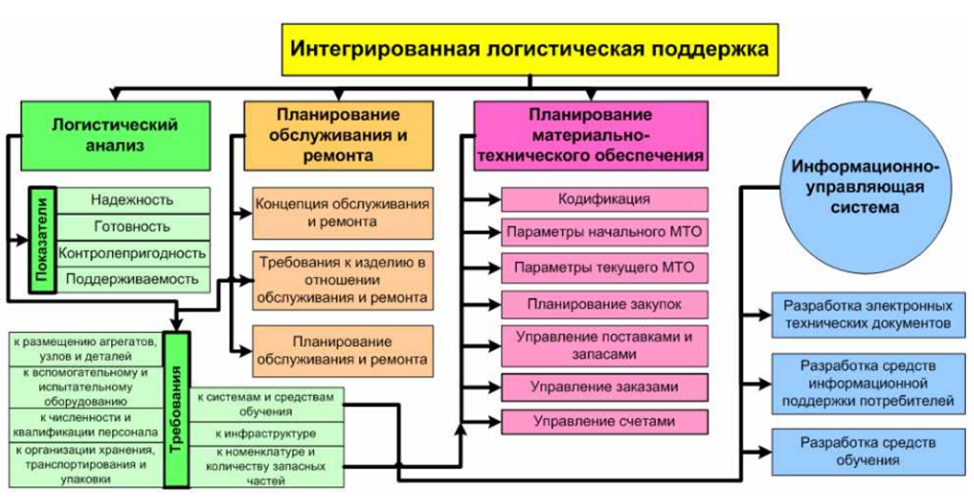 Интегрированная логистическая поддержка
Логистический
анализ
Показатели
Надежность
Готовность
Контролепригодность
Поддерживаемость
Требования
к размещению агрегатов,
узлов и деталей
к вспомогательному и
испытательному
оборудованию
к численности и
квалификации персонала
к организации хранения,
транспортирования и
упаковки
к системам и средствам
обучения
к инфраструктуре
к номенклатуре и
количеству запасных
частей
Планирование
обслуживания и
ремонта
Концепция обслуживания
и ремонта
Требования к изделию в
отношении
обслуживания и ремонта
Планирование
обслуживания и ремонта
Планирование
материально-
технического обеспечения
Кодификация
Параметры начального МТО
Параметры текущего МТО
Планирование закупок
Управление поставками и
запасами
Управление заказами
Управление счетами
Информационно-
управляющая
система
Разработка электронных
технических документов
Разработка средств
информационной
поддержки потребителей
Разработка средств
обучения